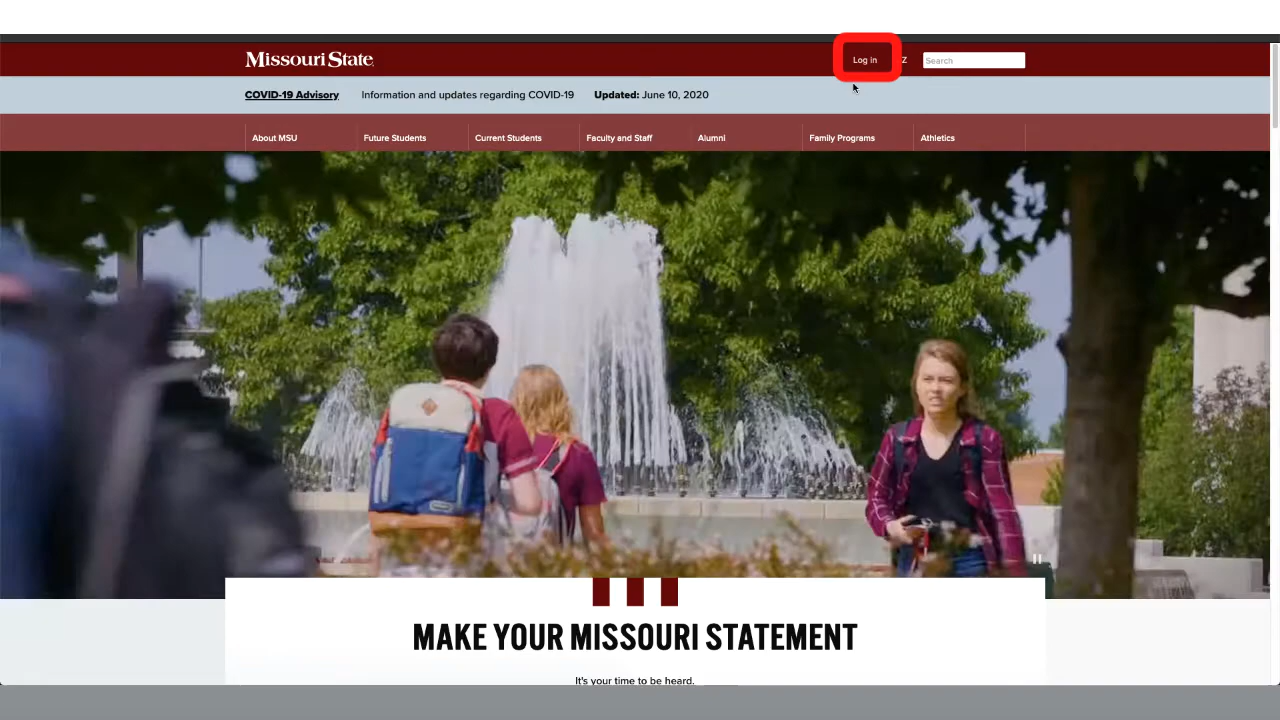 Missouri State
Log in
Z
Search
COVID-19 Advisory Information and updates regarding COVID-19 Updated: June 10, 2020
About MSU Future Students Current Students Faculty and Staff Alumni Family Programs Athletics
MAKE YOUR MISSOURI STATEMENT
It's your time to be heard.